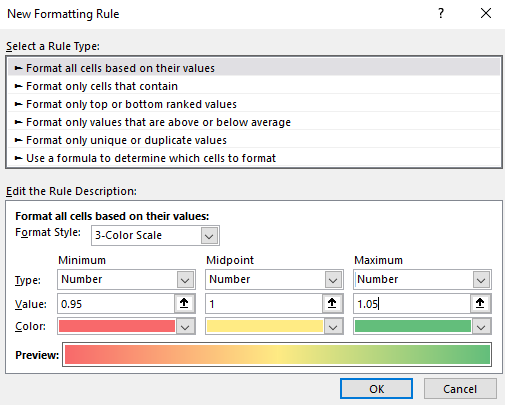 New Formatting Rule ?
Select a Rule Type:
► Format all cells based on their values
► Format only cells that contain
► Format only top or bottom ranked values
► Format only values that are above or below average
► Format only unique or duplicate values
► Use a formula to determine which cells to format
Edit the Rule Description:
Format all cells based on their values:
Format Style: 3-Color Scale
Minimum Midpoint Maximum
Type: Number Number Number
Value: 0.95 1 1.05
Color:
Preview:
OK Cancel